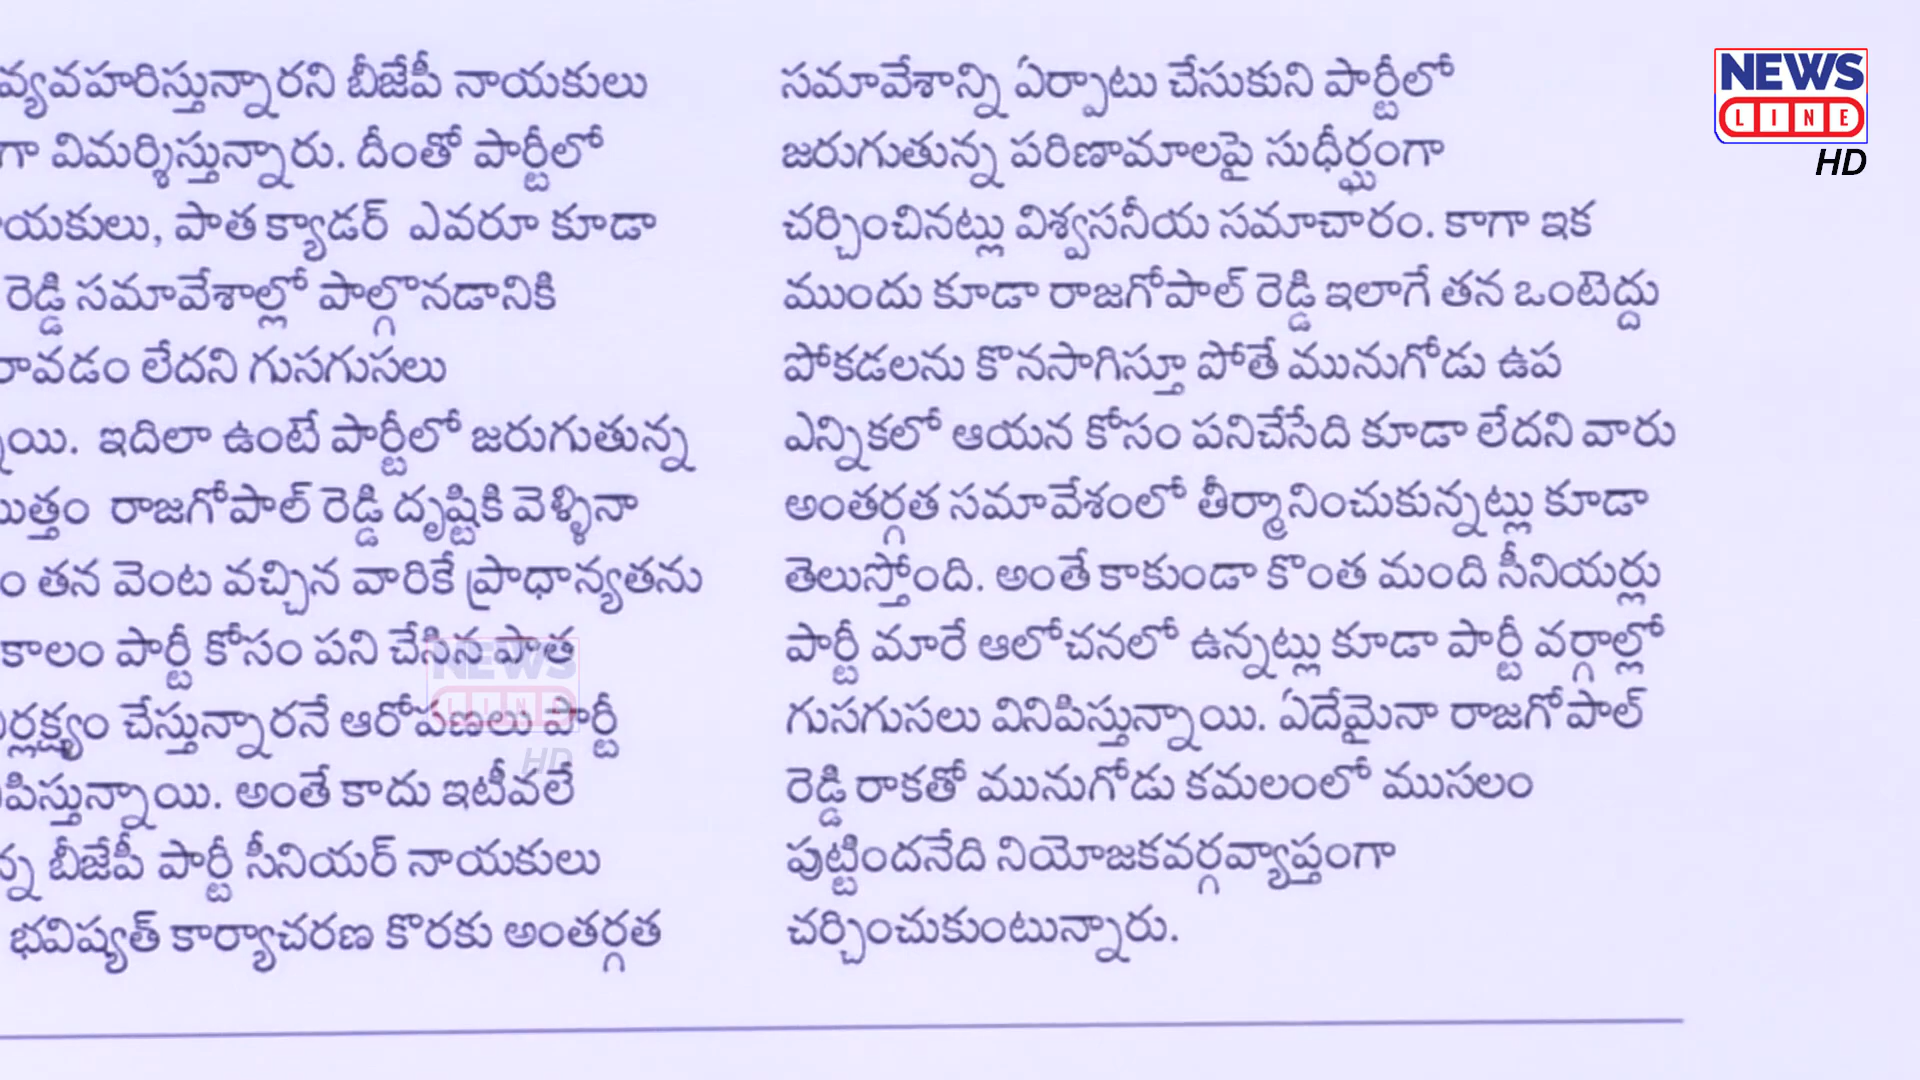 వ్యవహరిస్తున్నారని బీజేపీ నాయకులు
విమర్శిస్తున్నారు. దీంతో పార్టీలో
పాత క్యాడర్ ఎవరూ కూడా
రెడ్డి సమావేశాల్లో పాల్గొనడానికి
రావడం లేదని గుసగుసలు
ఇదిలా ఉంటే పార్టీలో జరుగుతున్న
రాజగోపాల్ రెడ్డి దృష్టికి వెళ్ళినా
తన వెంట వచ్చిన వారికే ప్రాధాన్యతను
కాలం పార్టీ కోసం పని చేసిన పాత
చేస్తున్నారనే ఆరోపణలు పార్టీ
అంతే కాదు ఇటీవలే
బీజేపీ పార్టీ సీనియర్ నాయకులు
భవిష్యత్ కార్యాచరణ కొరకు అంతర్గత
సమావేశాన్ని ఏర్పాటు చేసుకుని పార్టీలో
జరుగుతున్న పరిణామాలపై సుధీర్ఘంగా
చర్చించినట్లు విశ్వసనీయ సమాచారం. కాగా ఇక
ముందు కూడా రాజగోపాల్ రెడ్డి ఇలాగే తన ఒంటెద్దు
పోకడలను కొనసాగిస్తూ పోతే మునుగోడు ఉప
ఎన్నికలో ఆయన కోసం పనిచేసేది కూడా లేదని వారు
అంతర్గత సమావేశంలో తీర్మానించుకున్నట్లు కూడా
తెలుస్తోంది. అంతే కాకుండా కొంత మంది సీనియర్లు
పార్టీ మారే ఆలోచనలో ఉన్నట్లు కూడా పార్టీ వర్గాల్లో
గుసగుసలు వినిపిస్తున్నాయి. ఏదేమైనా రాజగోపాల్
రెడ్డి రాకతో మునుగోడు కమలంలో ముసలం
పుట్టిందనేది నియోజకవర్గవ్యాప్తంగా
చర్చించుకుంటున్నారు.
NEWS
LINE
HD
NEWS
LINE
HD